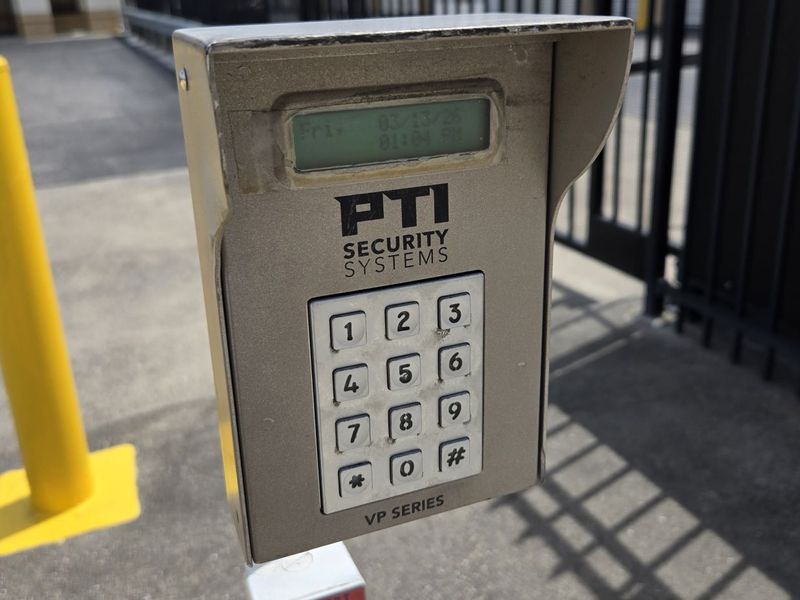 Fri, 03/13/26
01:04 PM
PTI
SECURITY
SYSTEMS
1 2 3
4 5 6
7 8 9
* 0 #
VP SERIES